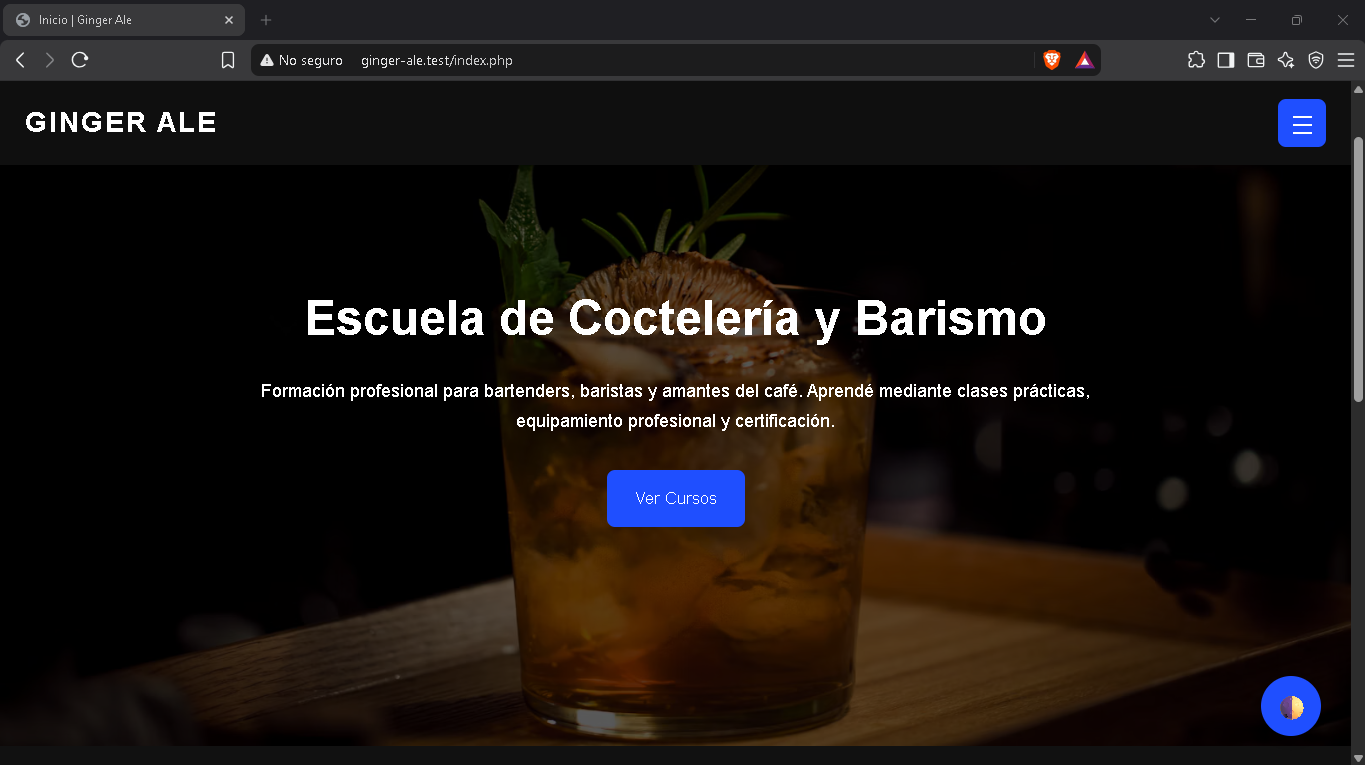 Inicio | Ginger Ale
No seguro ginger-ale.test/index.php
GINGER ALE
Escuela de Coctelería y Barismo
Formación profesional para bartenders, baristas y amantes del café. Aprendé mediante clases prácticas,
equipamiento profesional y certificación.
Ver Cursos